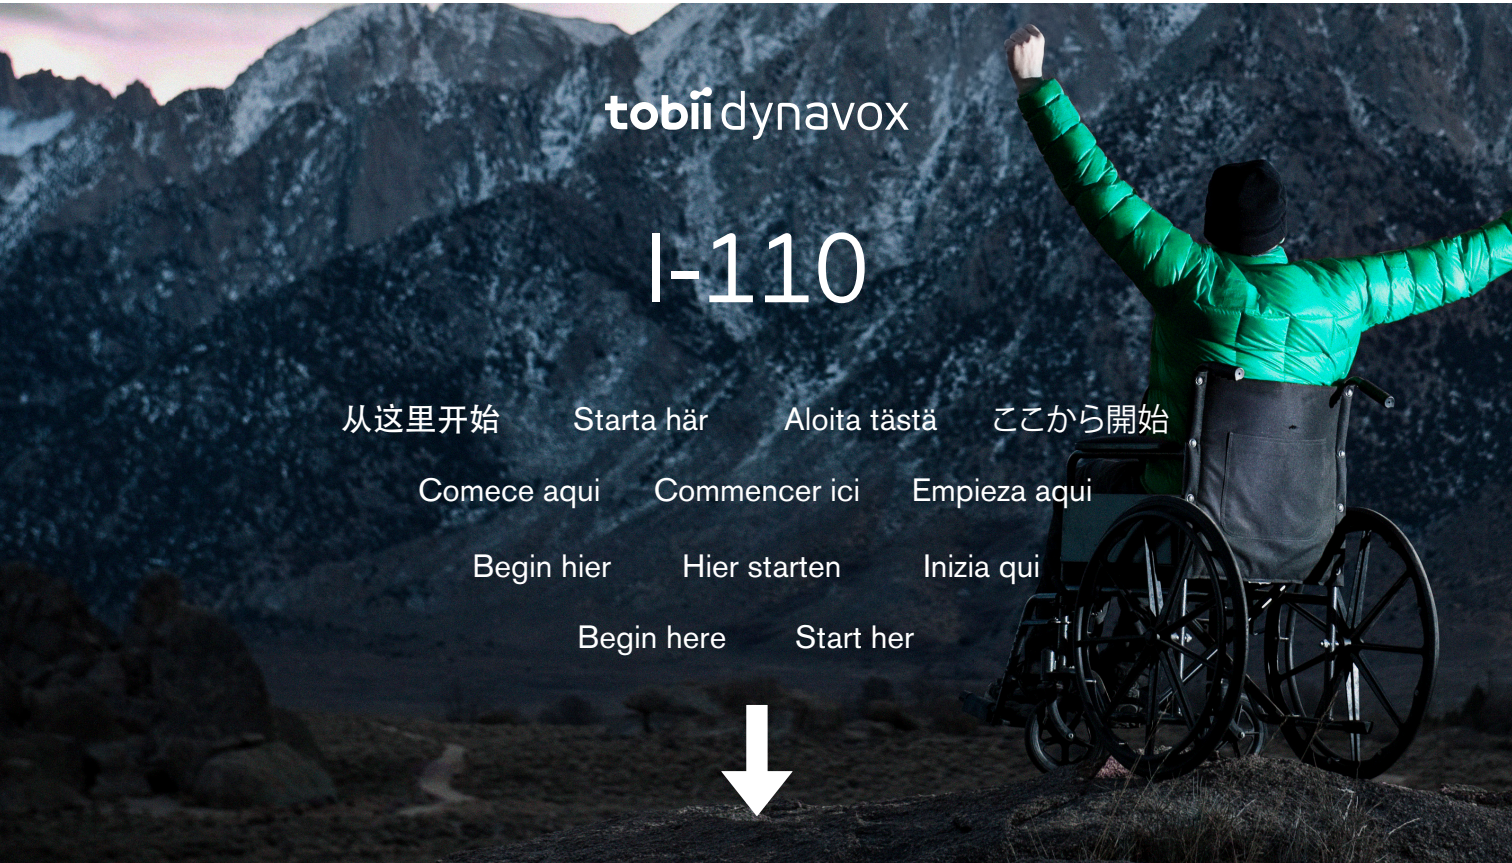 tobii dynavox
I-110
从这里开始 Starta här Aloita tästä ここから開始
Comece aqui Commencer ici Empieza aqui
Begin hier Hier starten Inizia qui
Begin here Start her